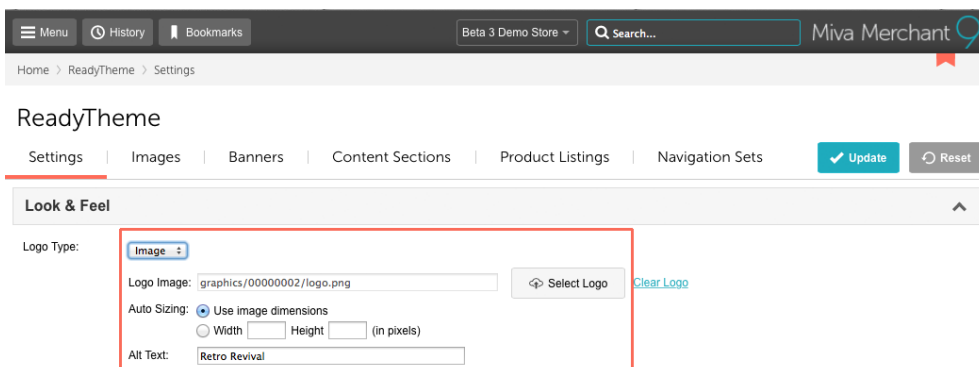 Menu History Bookmarks Beta 3 Demo Store Search... Miva Merchant 9
Home > ReadyTheme > Settings
ReadyTheme
Settings Images Banners Content Sections Product Listings Navigation Sets Update Reset
Look & Feel
Logo Type: Image
Logo Image: graphics/00000002/logo.png Select Logo Clear Logo
Auto Sizing: Use image dimensions
Width Height (in pixels)
Alt Text: Retro Revival